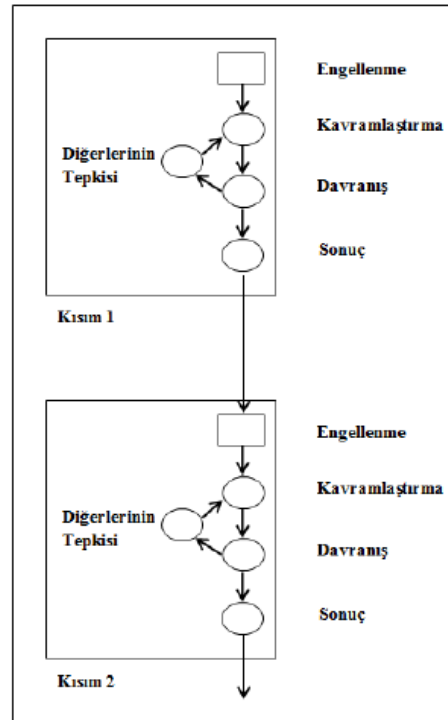 Engellenme
Kavramlaştırma
Diğerlerinin
Tepkisi
Davranış
Sonuç
Kısım 1
Engellenme
Kavramlaştırma
Diğerlerinin
Tepkisi
Davranış
Sonuç
Kısım 2